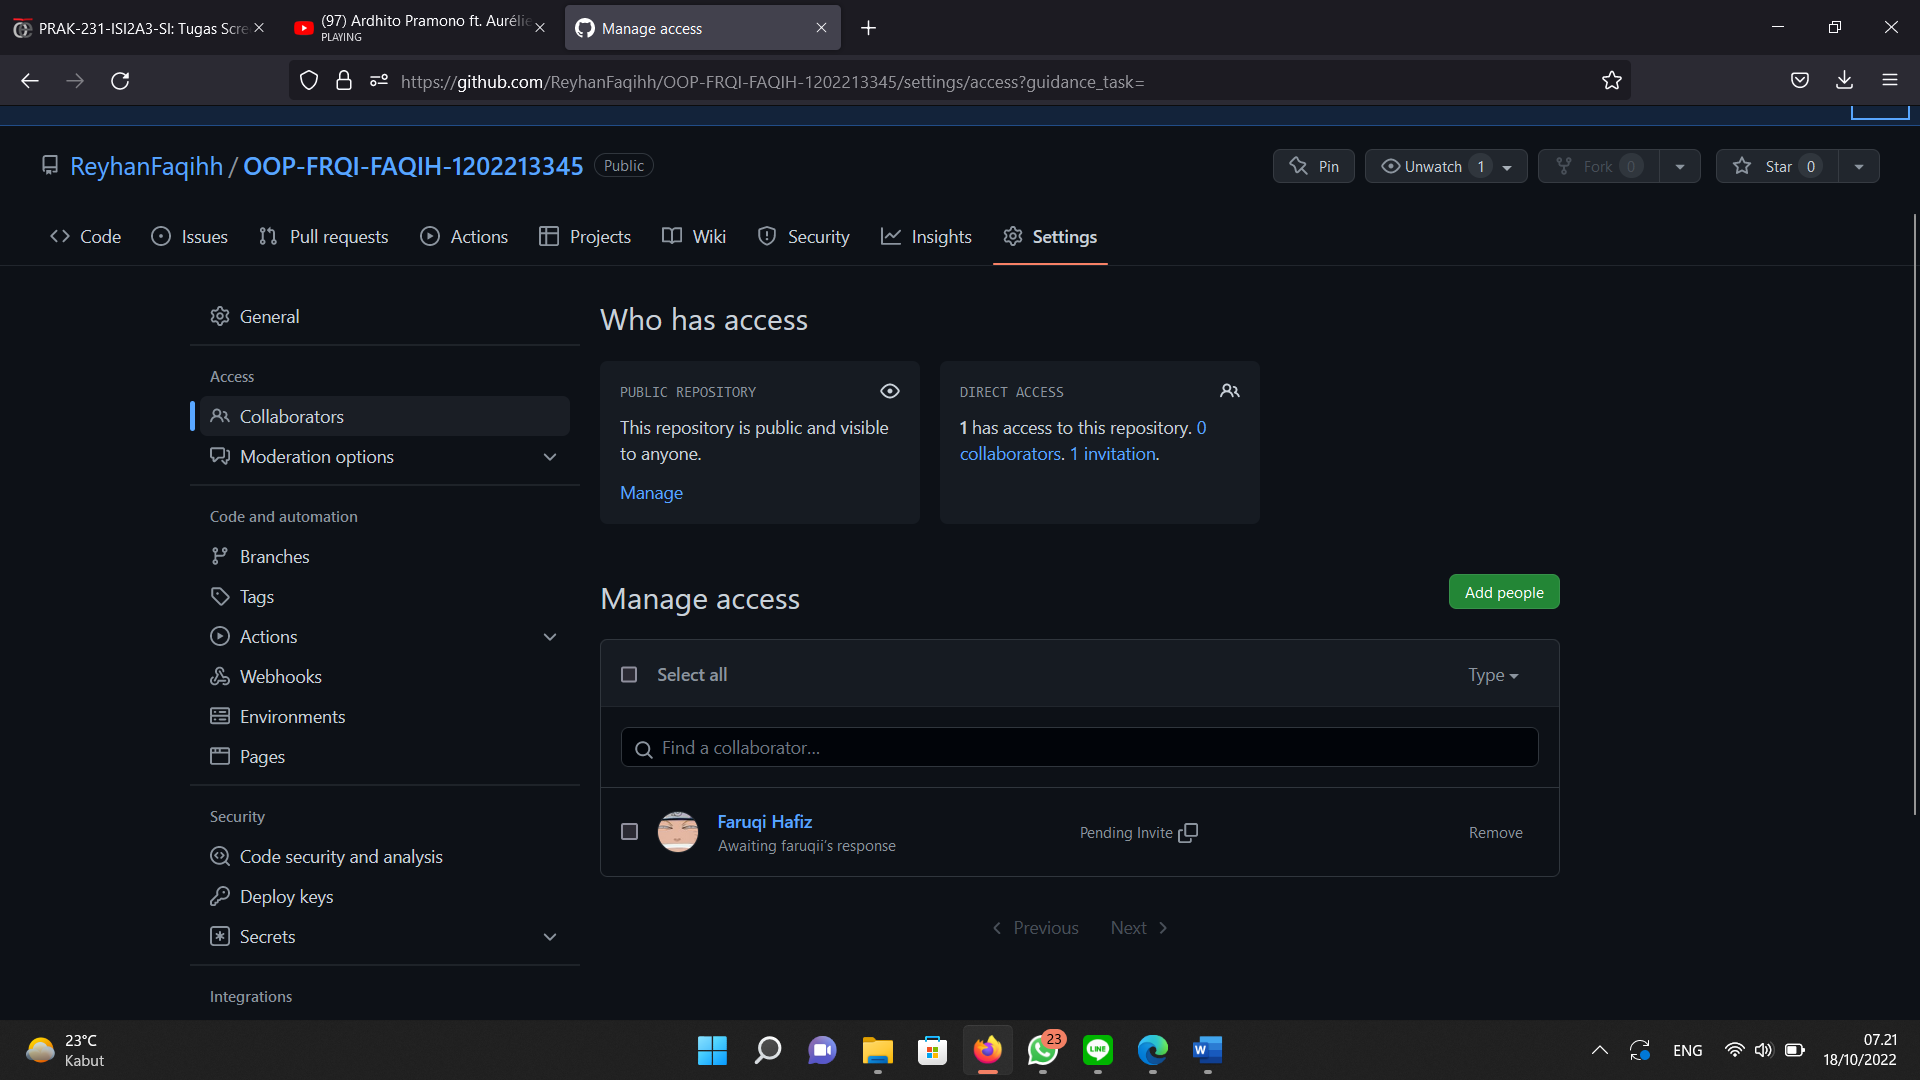 PRAK-231-ISI2A3-SI: Tugas Scre
(97) Ardhito Pramono ft. Aurélie
PLAYING
Manage access
https://github.com/ReyhanFaqihh/OOP-FRQI-FAQIH-1202213345/settings/access?guidance_task=
ReyhanFaqihh / OOP-FRQI-FAQIH-1202213345 Public
Pin
Unwatch 1
Fork 0
Star 0
Code Issues Pull requests Actions Projects Wiki Security Insights Settings
General
Access
Collaborators
Moderation options
Code and automation
Branches
Tags
Actions
Webhooks
Environments
Pages
Security
Code security and analysis
Deploy keys
Secrets
Integrations
Who has access
PUBLIC REPOSITORY
This repository is public and visible
to anyone.
Manage
DIRECT ACCESS
1 has access to this repository. 0
collaborators. 1 invitation.
Manage access
Add people
Select all
Type
Find a collaborator...
Faruqi Hafiz
Awaiting faruqii's response
Pending Invite
Remove
Previous Next
23°C
Kabut
23
LINE
W
ENG
07.21
18/10/2022